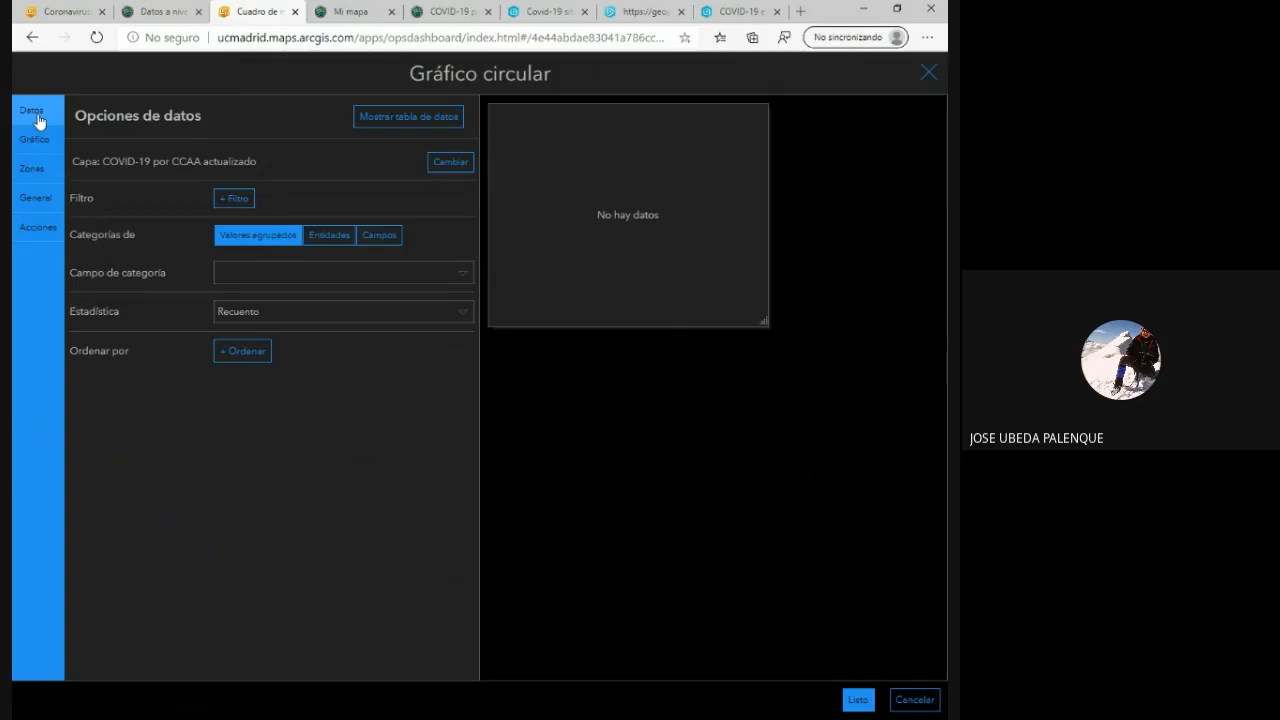 Coronavirus
Datos a nive
Cuadro de m
Mi mapa
COVID-19 p
Covid-19 sit
https://geo
COVID-19 e
No seguro
ucmadrid.maps.arcgis.com/apps/opsdashboard/index.html#/4e44abdae83041a786cc...
No sincronizando
Gráfico circular
Datos
Gráfico
Zonas
General
Acciones
Opciones de datos
Mostrar tabla de datos
Capa: COVID-19 por CCAA actualizado
Cambiar
Filtro
+ Filtro
Categorías de
Valores agrupados
Entidades
Campos
Campo de categoría
Estadística
Recuento
Ordenar por
+ Ordenar
No hay datos
Listo
Cancelar
JOSE UBEDA PALENQUE